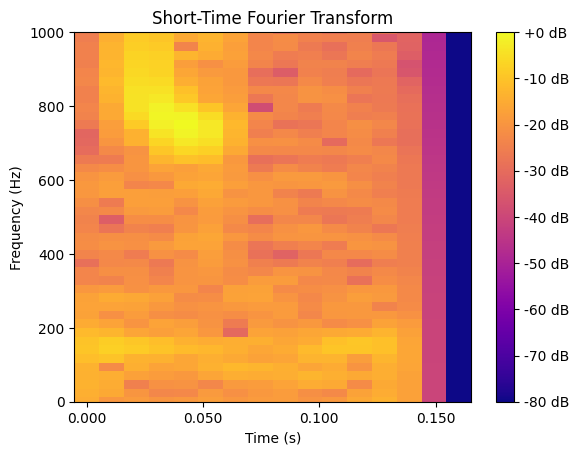 Short-Time Fourier Transform
Frequency (Hz)
1000
800
600
400
200
0
0.000 0.050 0.100 0.150
Time (s)
+0 dB
-10 dB
-20 dB
-30 dB
-40 dB
-50 dB
-60 dB
-70 dB
-80 dB